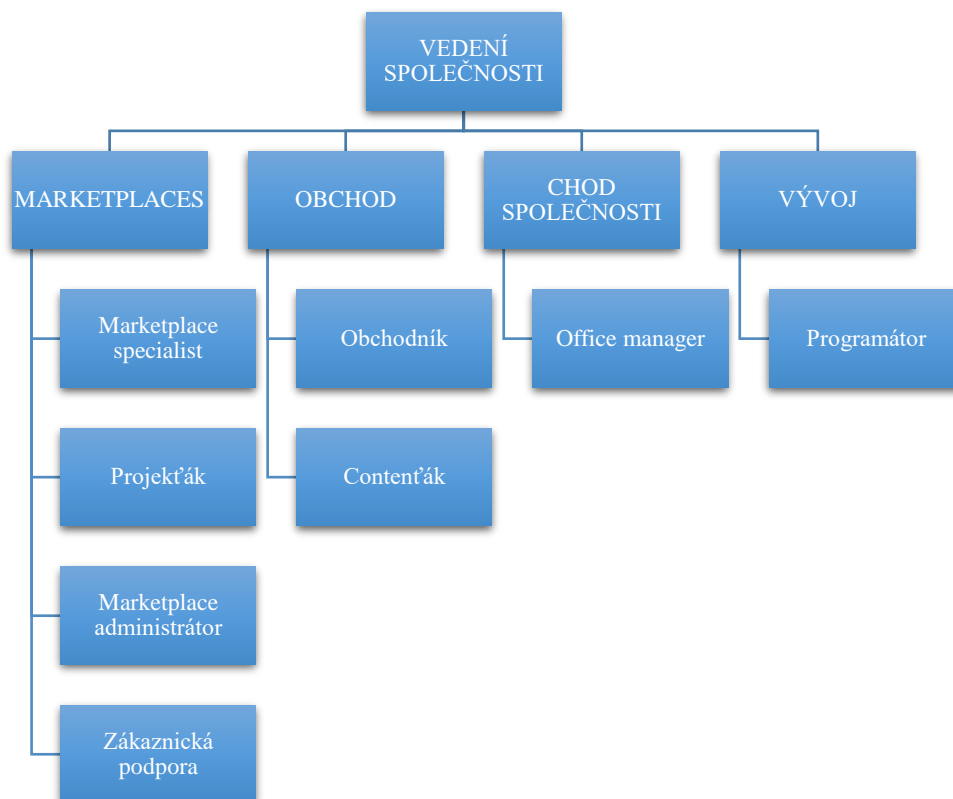 VEDENÍ
SPOLEČNOSTI
MARKETPLACES
OBCHOD
CHOD
SPOLEČNOSTI
VÝVOJ
Marketplace
specialist
Obchodník
Office manager
Programátor
Projekťák
Contenťák
Marketplace
administrátor
Zákaznická
podpora